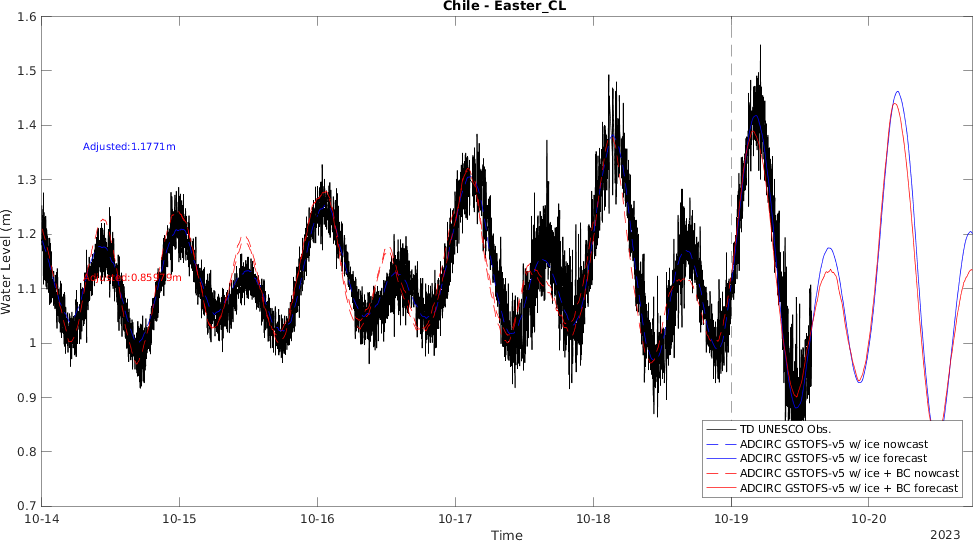 Chile - Easter_CL
1.6
1.5
1.4
1.3
1.2
1.1
1
0.9
0.8
0.7
Water Level (m)
Adjusted:1.1771m
TD UNESCO Obs.
ADCIRC GSTOFS-v5 w/ ice nowcast
ADCIRC GSTOFS-v5 w/ ice forecast
ADCIRC GSTOFS-v5 w/ ice + BC nowcast
ADCIRC GSTOFS-v5 w/ ice + BC forecast
10-14
10-15
10-16
10-17
10-18
10-19
10-20
Time
2023